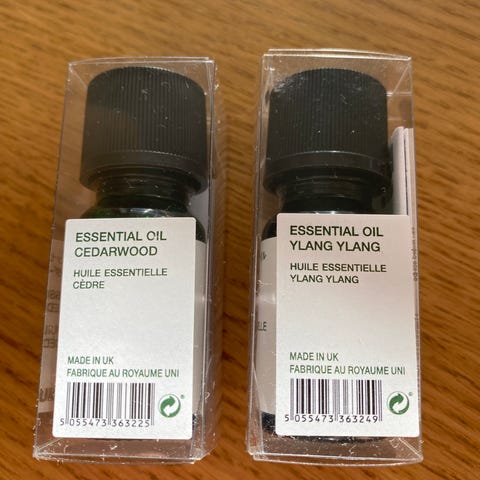 ESSENTIAL OIL
CEDARWOOD
HUILE ESSENTIELLE
CÈDRE
MADE IN UK
FABRIQUE AU ROYAUME UNI
5 055473 363225
ESSENTIAL OIL
YLANG YLANG
HUILE ESSENTIELLE
YLANG YLANG
MADE IN UK
FABRIQUE AU ROYAUME UNI
5 055473 363249